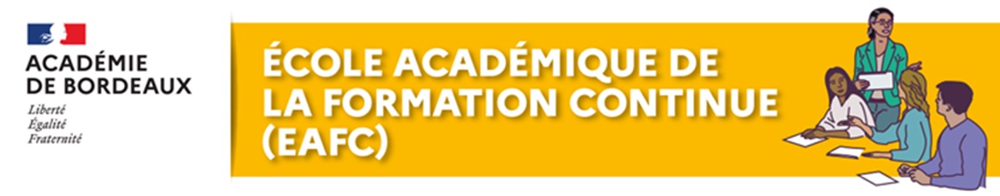 ACADÉMIE
DE BORDEAUX
Liberté
Égalité
Fraternité
ÉCOLE ACADÉMIQUE DE
LA FORMATION CONTINUE
(EAFC)